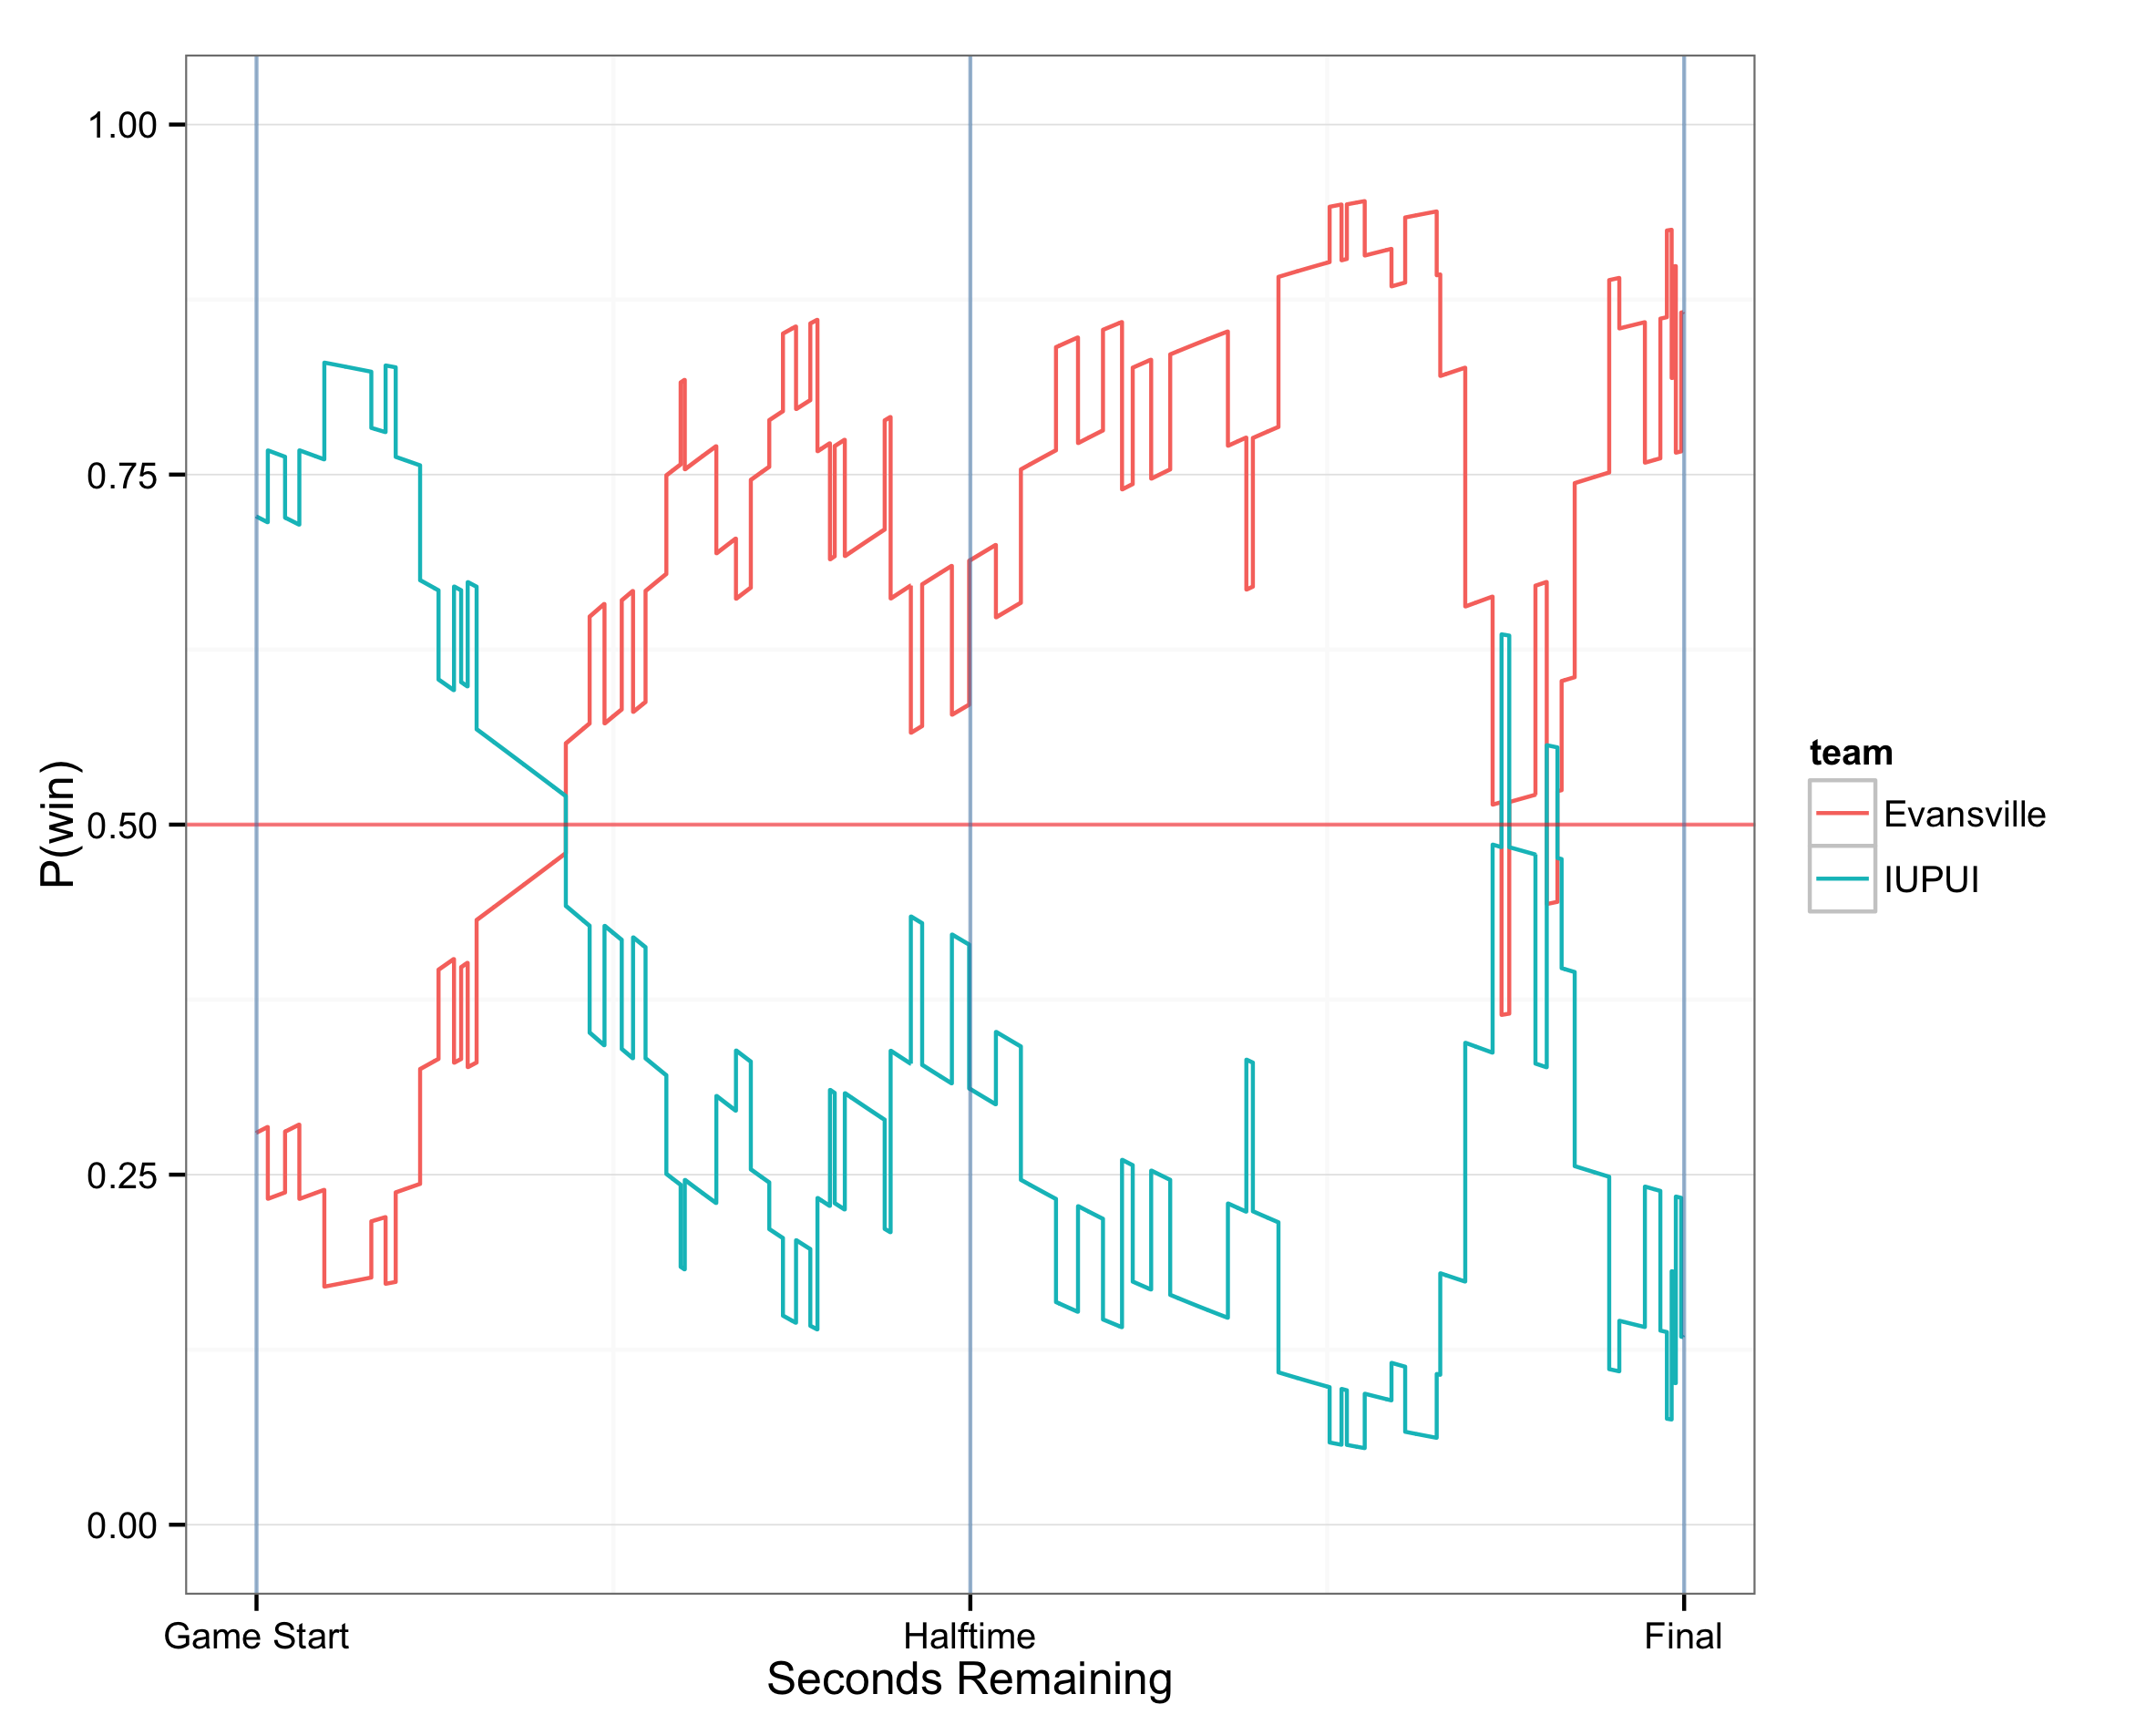 1.00
0.75
0.50
0.25
0.00
P(win)
Game Start
Halftime
Final
Seconds Remaining
team
Evansville
IUPUI